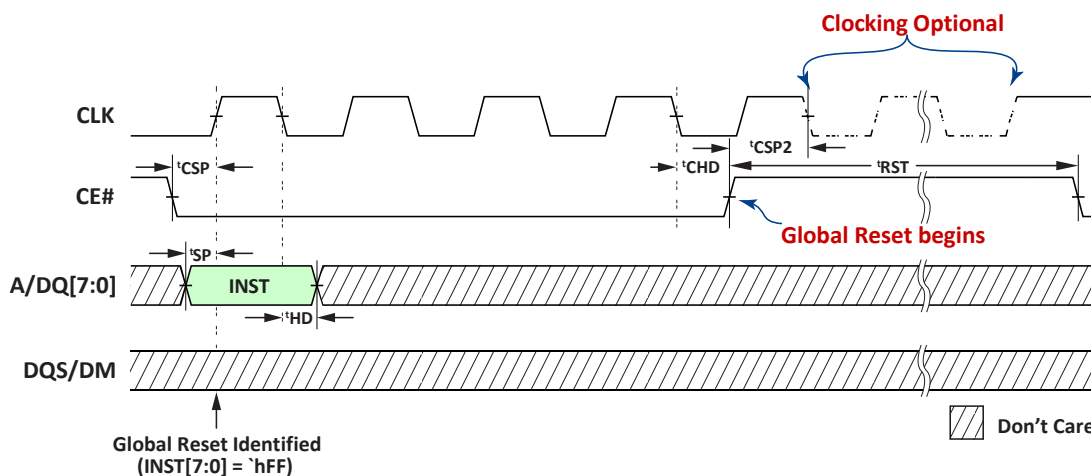 Clocking Optional
CLK
tCSP
tCHD
tCSP2
tRST
CE#
Global Reset begins
tSP
A/DQ[7:0]
INST
tHD
DQS/DM
Global Reset Identified
(INST[7:0] = `hFF)
Don't Care